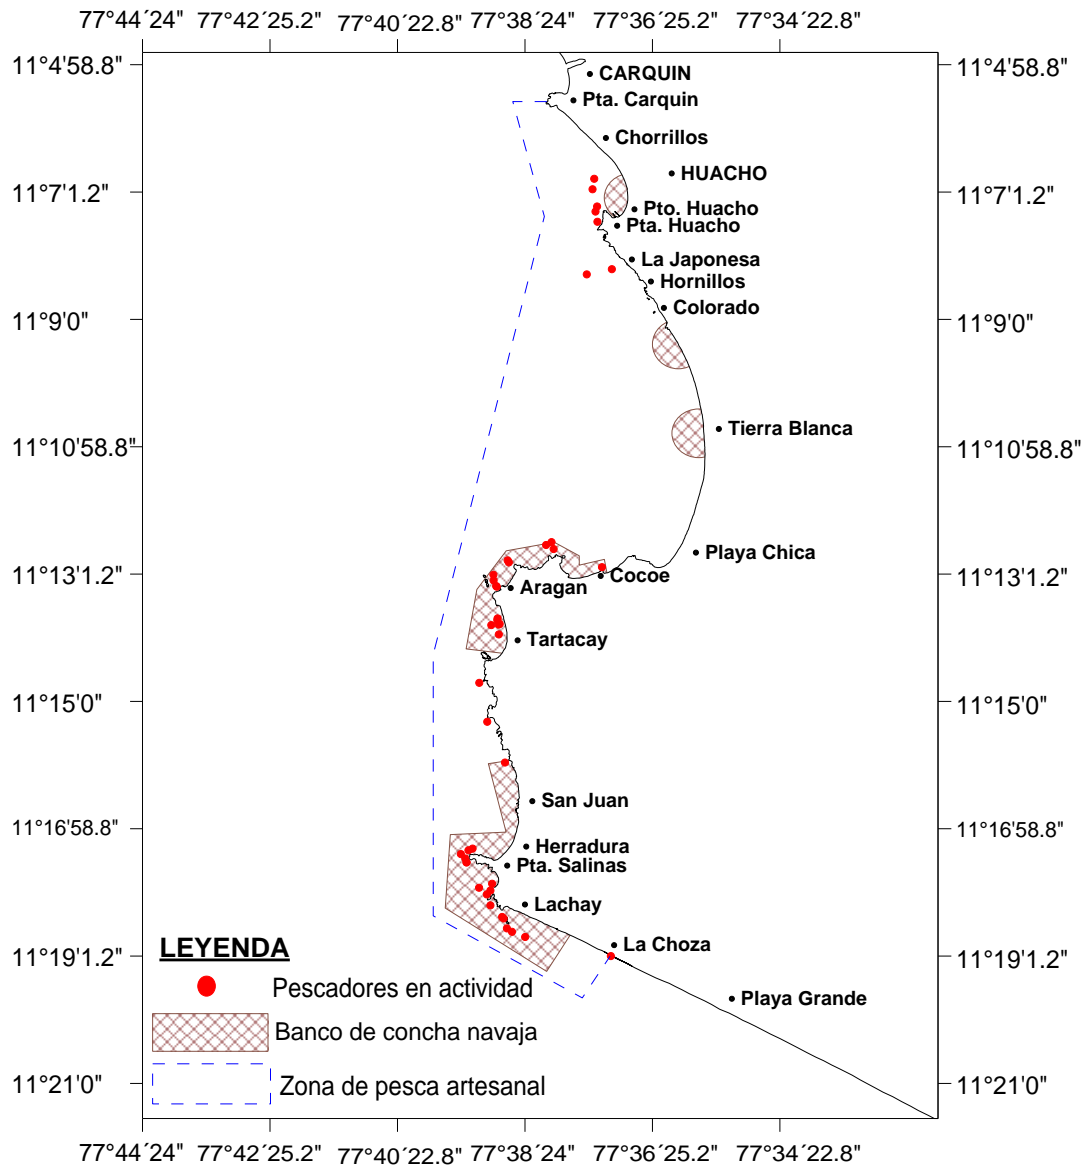 77°44´24" 77°42´25.2" 77°40´22.8" 77°38´24" 77°36´25.2" 77°34´22.8"
11°4'58.8" 11°4'58.8"
CARQUIN
Pta. Carquin
Chorrillos
HUACHO
11°7'1.2" 11°7'1.2"
Pto. Huacho
Pta. Huacho
La Japonesa
Hornillos
Colorado
11°9'0" 11°9'0"
Tierra Blanca
11°10'58.8" 11°10'58.8"
Playa Chica
11°13'1.2" 11°13'1.2"
Cocoe
Aragan
Tartacay
11°15'0" 11°15'0"
San Juan
11°16'58.8" 11°16'58.8"
Herradura
Pta. Salinas
Lachay
La Choza
11°19'1.2" 11°19'1.2"
Playa Grande
LEYENDA
Pescadores en actividad
Banco de concha navaja
Zona de pesca artesanal
11°21'0" 11°21'0"
77°44´24" 77°42´25.2" 77°40´22.8" 77°38´24" 77°36´25.2" 77°34´22.8"